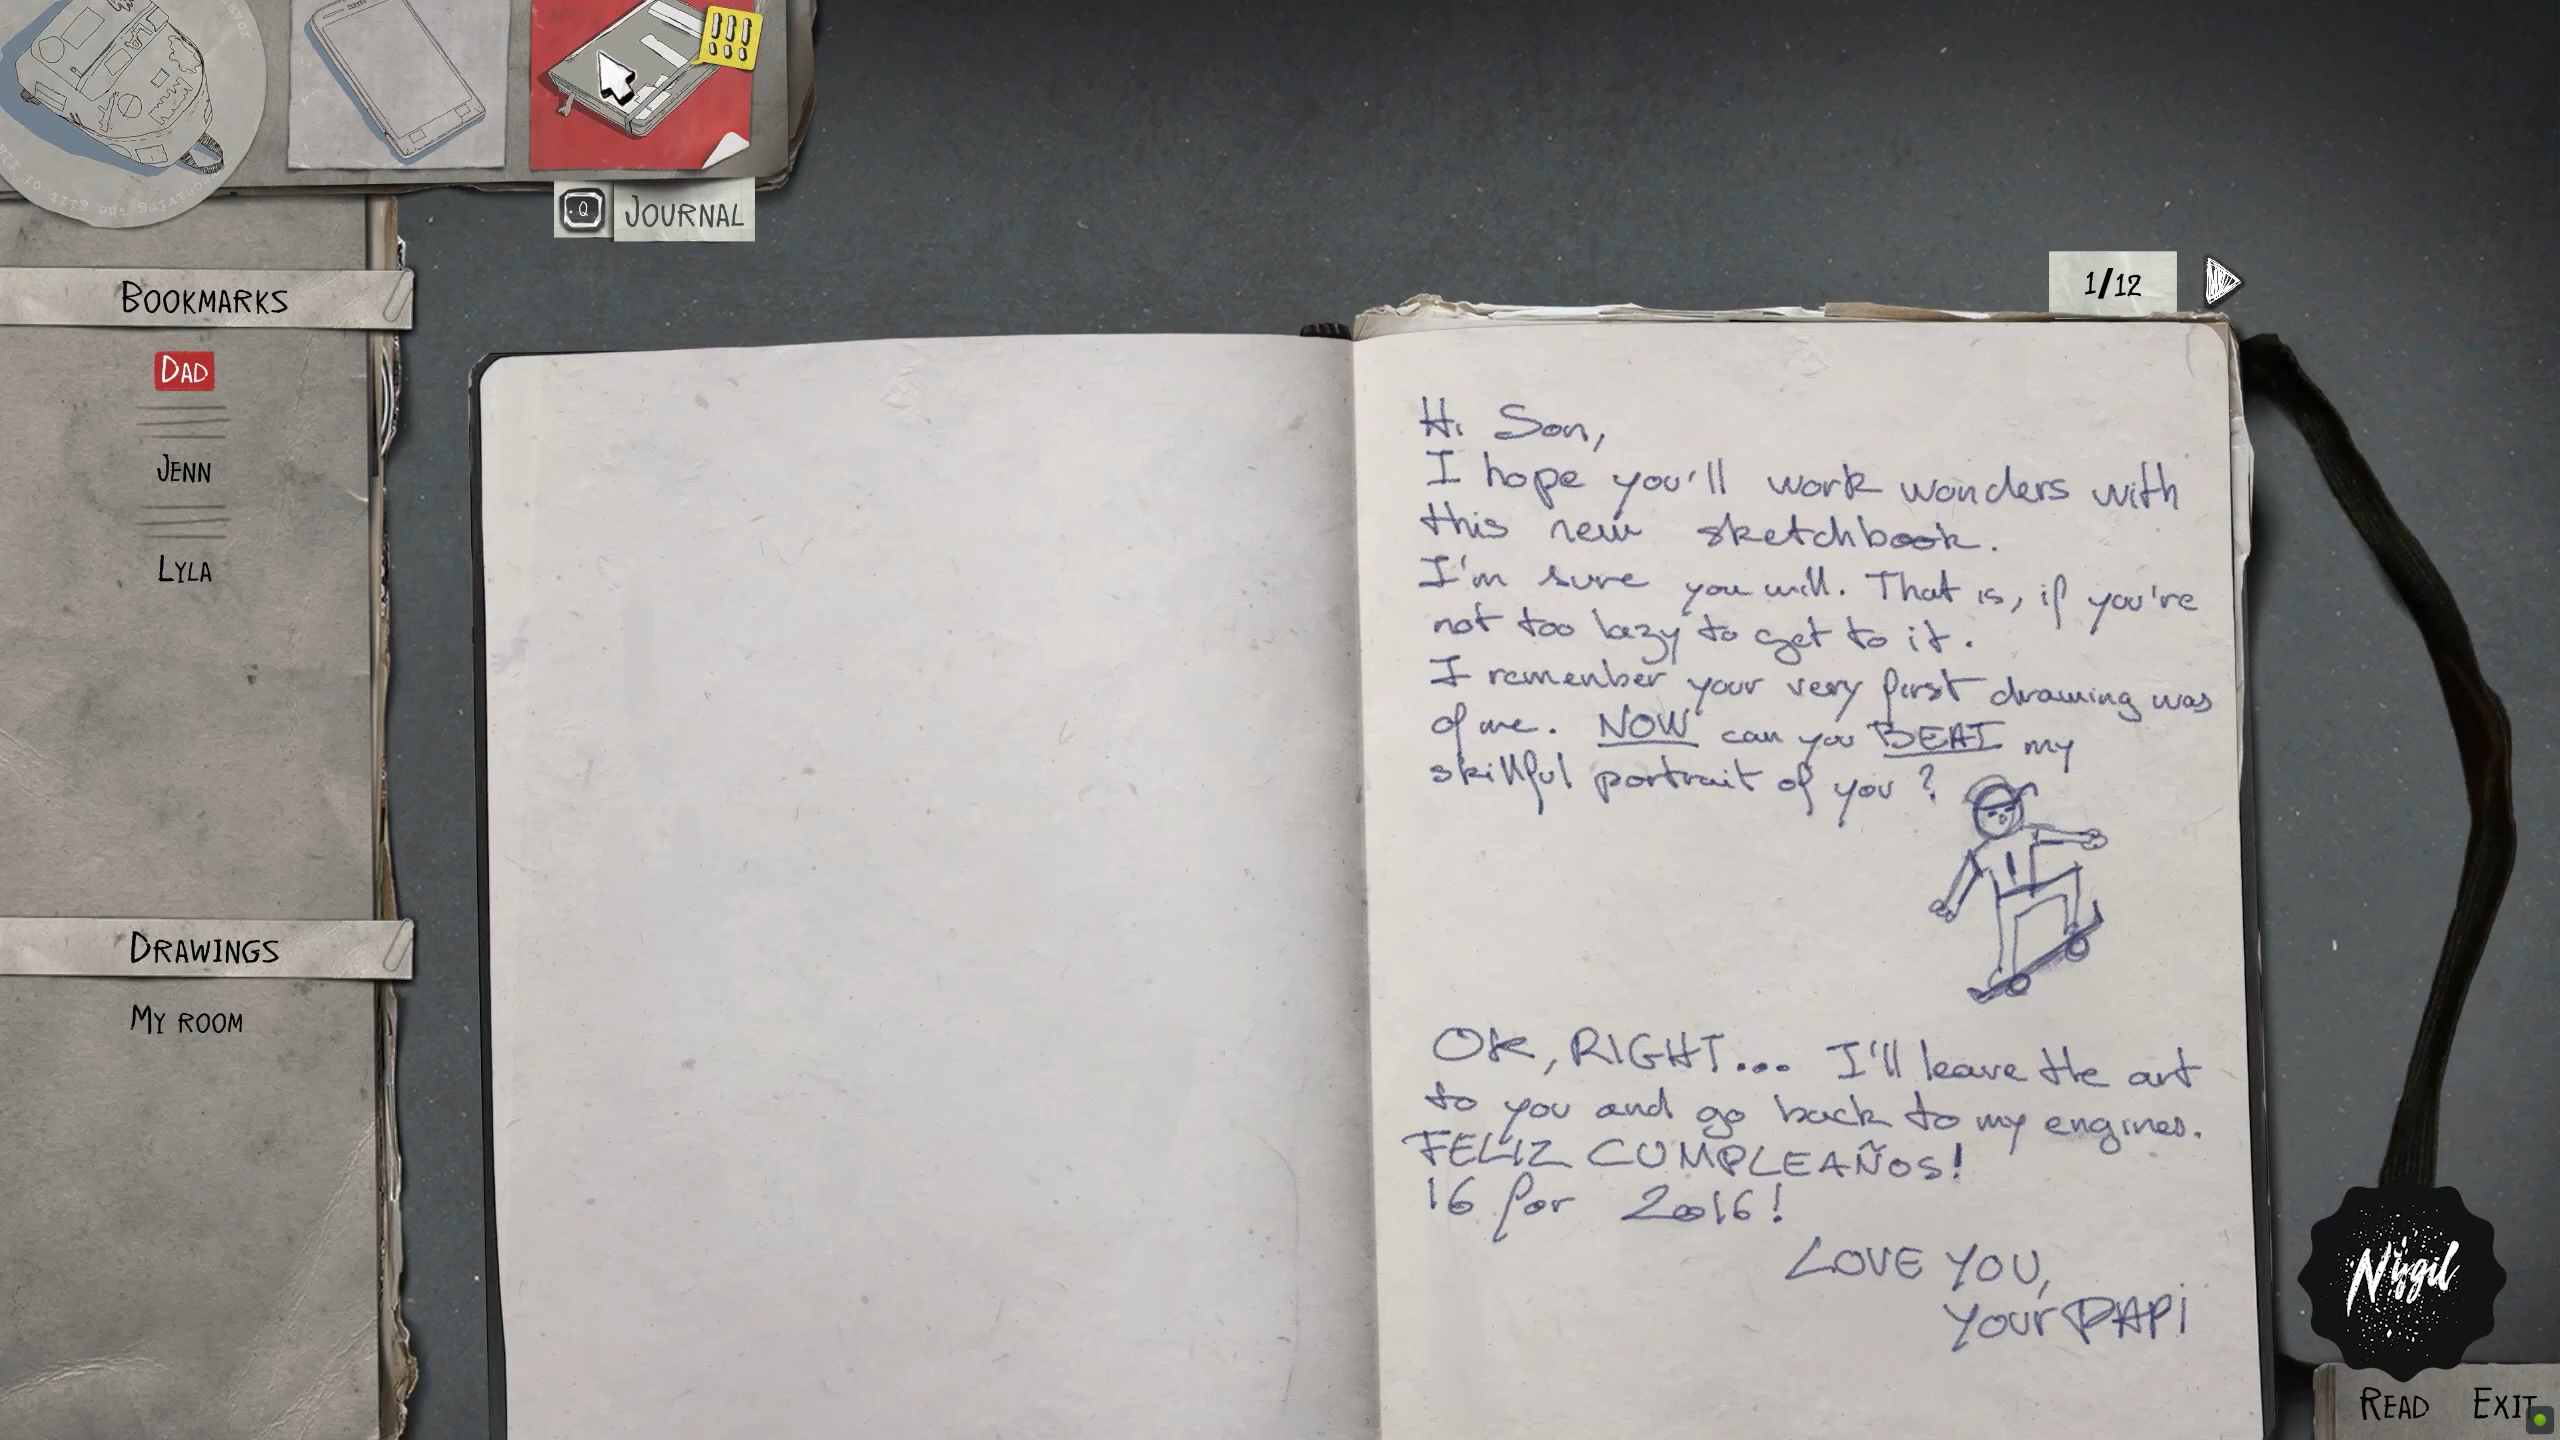 Q JOURNAL
BOOKMARKS
DAD
JENN
LYLA
DRAWINGS
MY ROOM
1/12
Hi Son,
I hope you'll work wonders with
this new sketchbook.
I'm sure you will. That is, if you're
not too lazy to get to it.
I remember your very first drawing was
of me. NOW can you BEAT my
skillful portrait of you?
OK, RIGHT... I'll leave the art
to you and go back to my engines.
FELIZ CUMPLEAÑOS!
16 for 2016!
LOVE YOU,
Your PAPI
READ EXIT